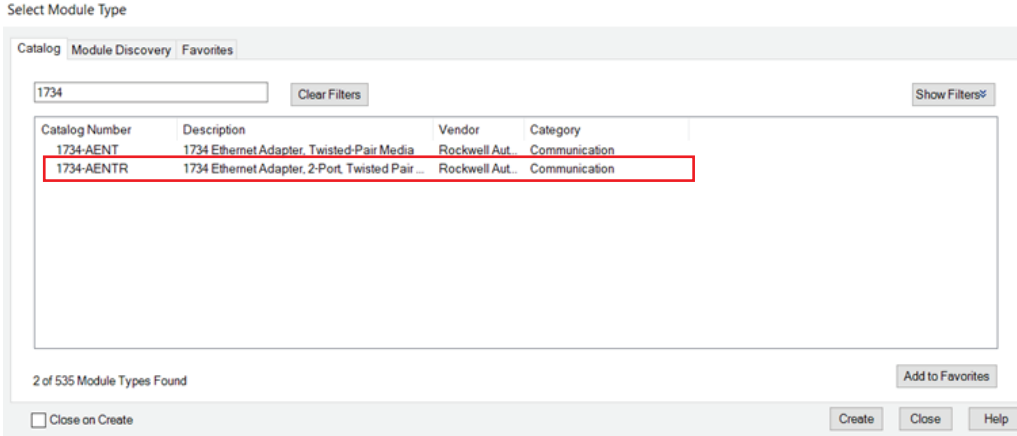 Select Module Type
Catalog Module Discovery Favorites
1734 Clear Filters Show Filters
Catalog Number Description Vendor Category
1734-AENT 1734 Ethernet Adapter, Twisted-Pair Media Rockwell Aut... Communication
1734-AENTR 1734 Ethernet Adapter, 2-Port, Twisted Pair ... Rockwell Aut... Communication
2 of 535 Module Types Found Add to Favorites
Close on Create Create Close Help